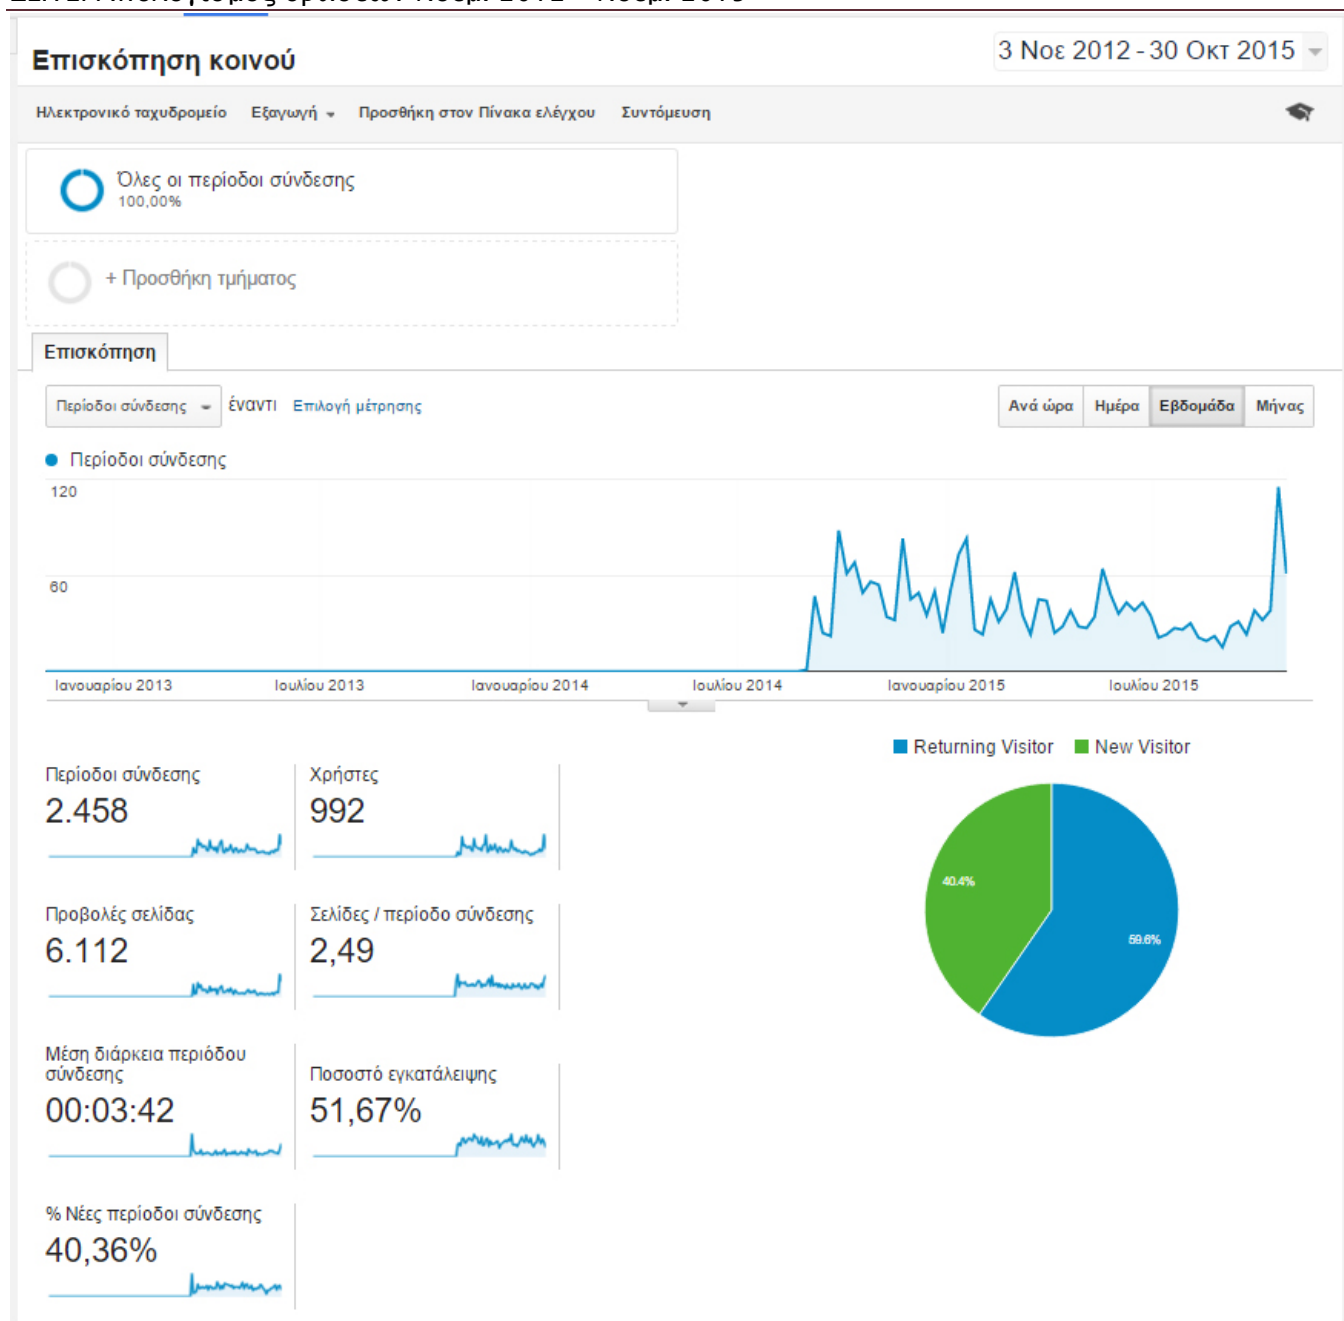 Επισκόπηση κοινού
3 Νοε 2012 - 30 Οκτ 2015
Ηλεκτρονικό ταχυδρομείο Εξαγωγή Προσθήκη στον Πίνακα ελέγχου Συντόμευση
Όλες οι περίοδοι σύνδεσης
100,00%
+ Προσθήκη τμήματος
Επισκόπηση
Περίοδοι σύνδεσης έναντι Επιλογή μέτρησης
Ανά ώρα Ημέρα Εβδομάδα Μήνας
Περίοδοι σύνδεσης
120
60
Ιανουαρίου 2013 Ιουλίου 2013 Ιανουαρίου 2014 Ιουλίου 2014 Ιανουαρίου 2015 Ιουλίου 2015
Returning Visitor New Visitor
Περίοδοι σύνδεσης
2.458
Χρήστες
992
Προβολές σελίδας
6.112
Σελίδες / περίοδο σύνδεσης
2,49
40.4%
59.6%
Μέση διάρκεια περιόδου
σύνδεσης
00:03:42
Ποσοστό εγκατάλειψης
51,67%
% Νέες περίοδοι σύνδεσης
40,36%